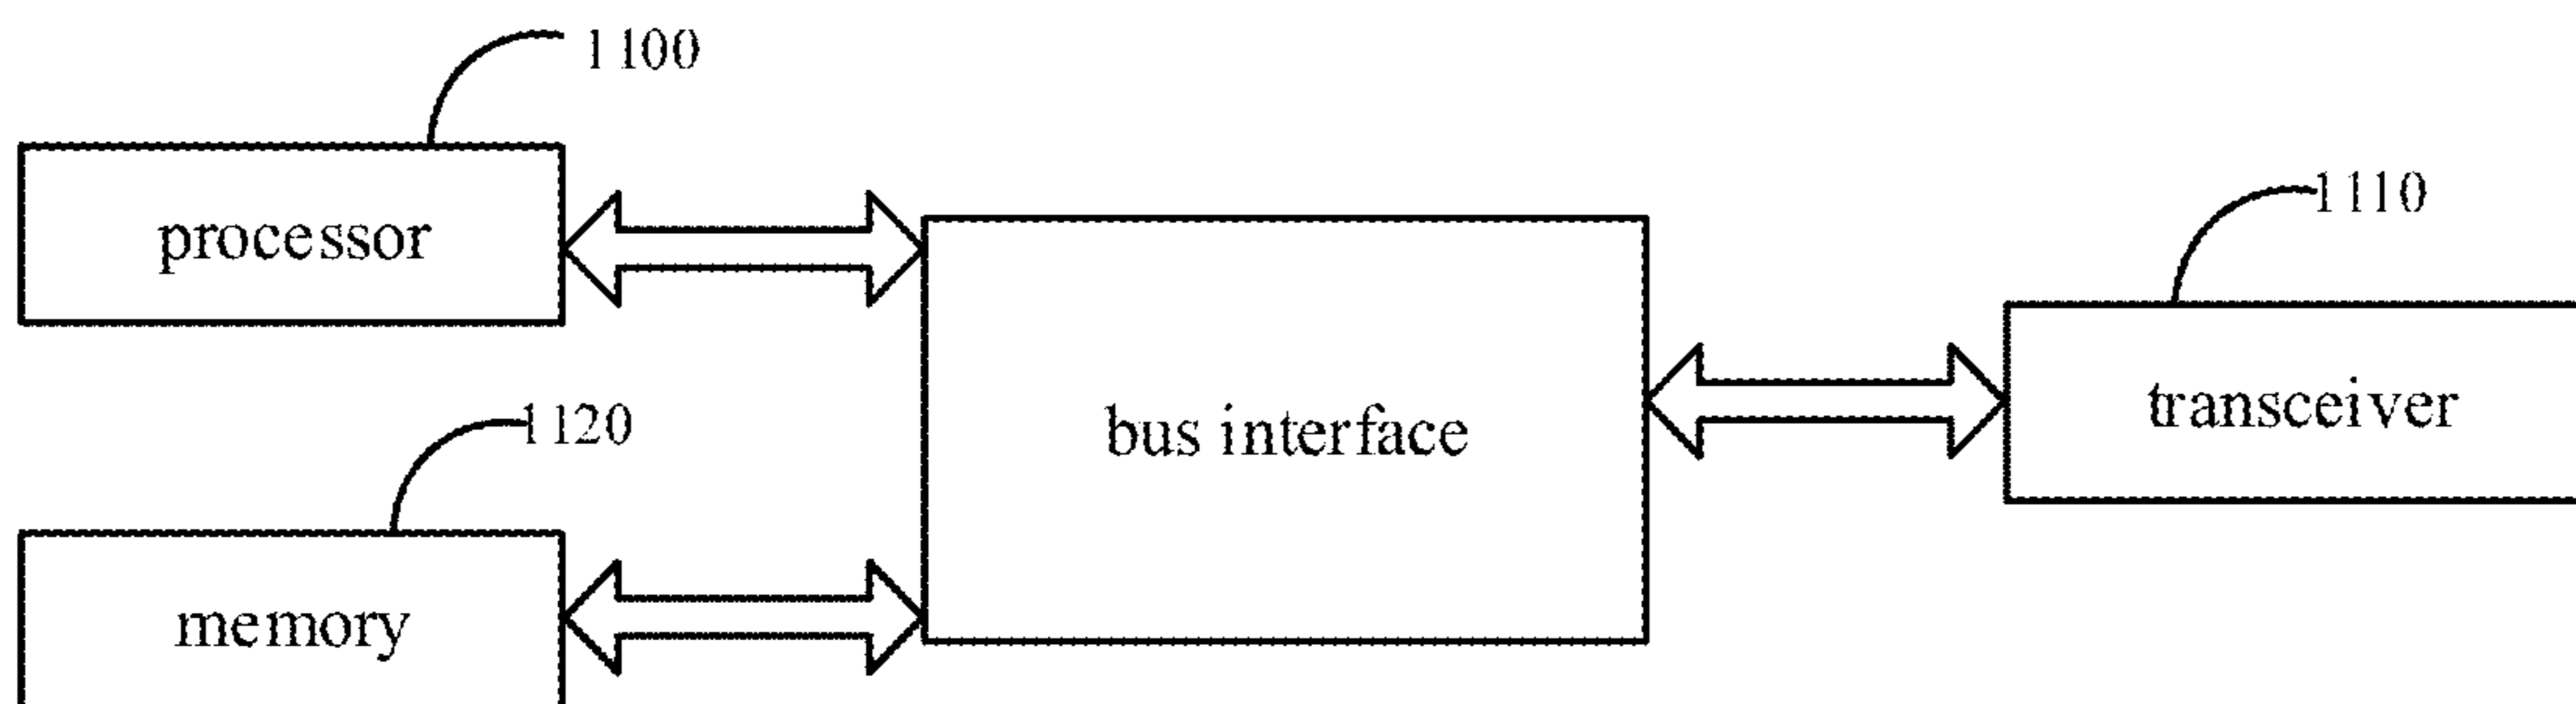 1100
processor
1110
transceiver
1120
bus interface
memory